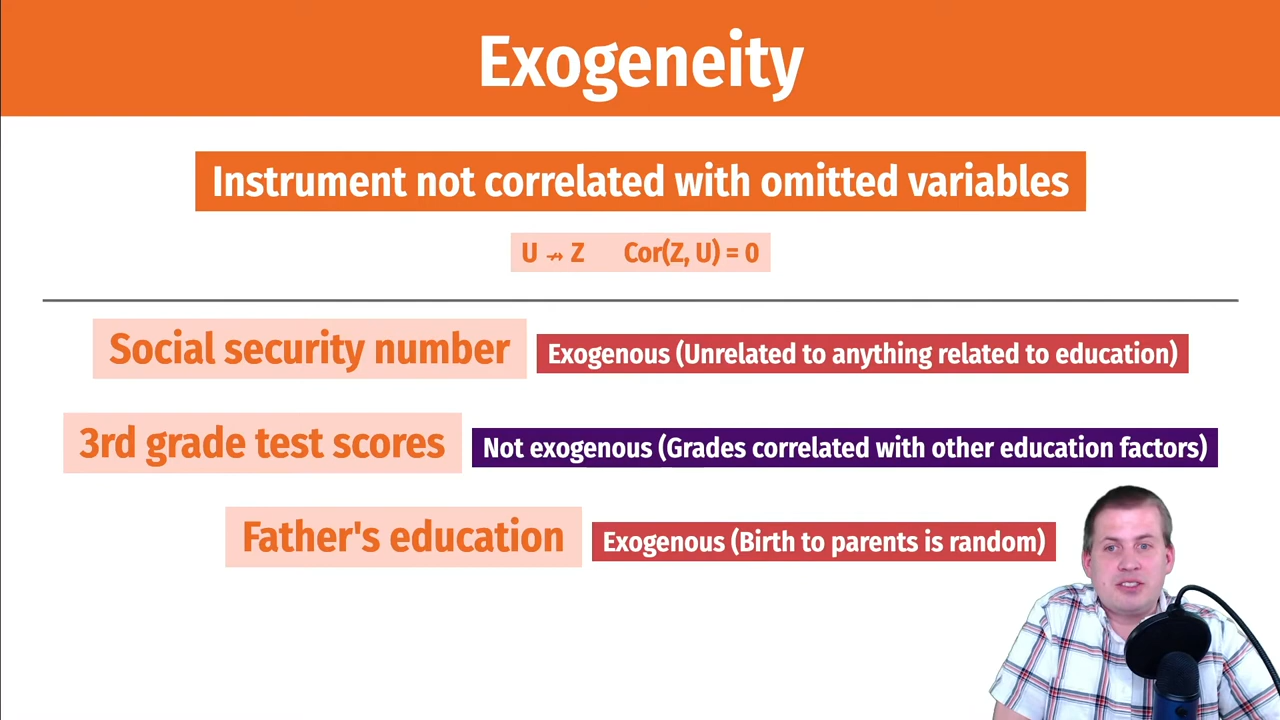 Exogeneity
Instrument not correlated with omitted variables
U ↛ Z Cor(Z, U) = 0
Social security number Exogenous (Unrelated to anything related to education)
3rd grade test scores Not exogenous (Grades correlated with other education factors)
Father's education Exogenous (Birth to parents is random)